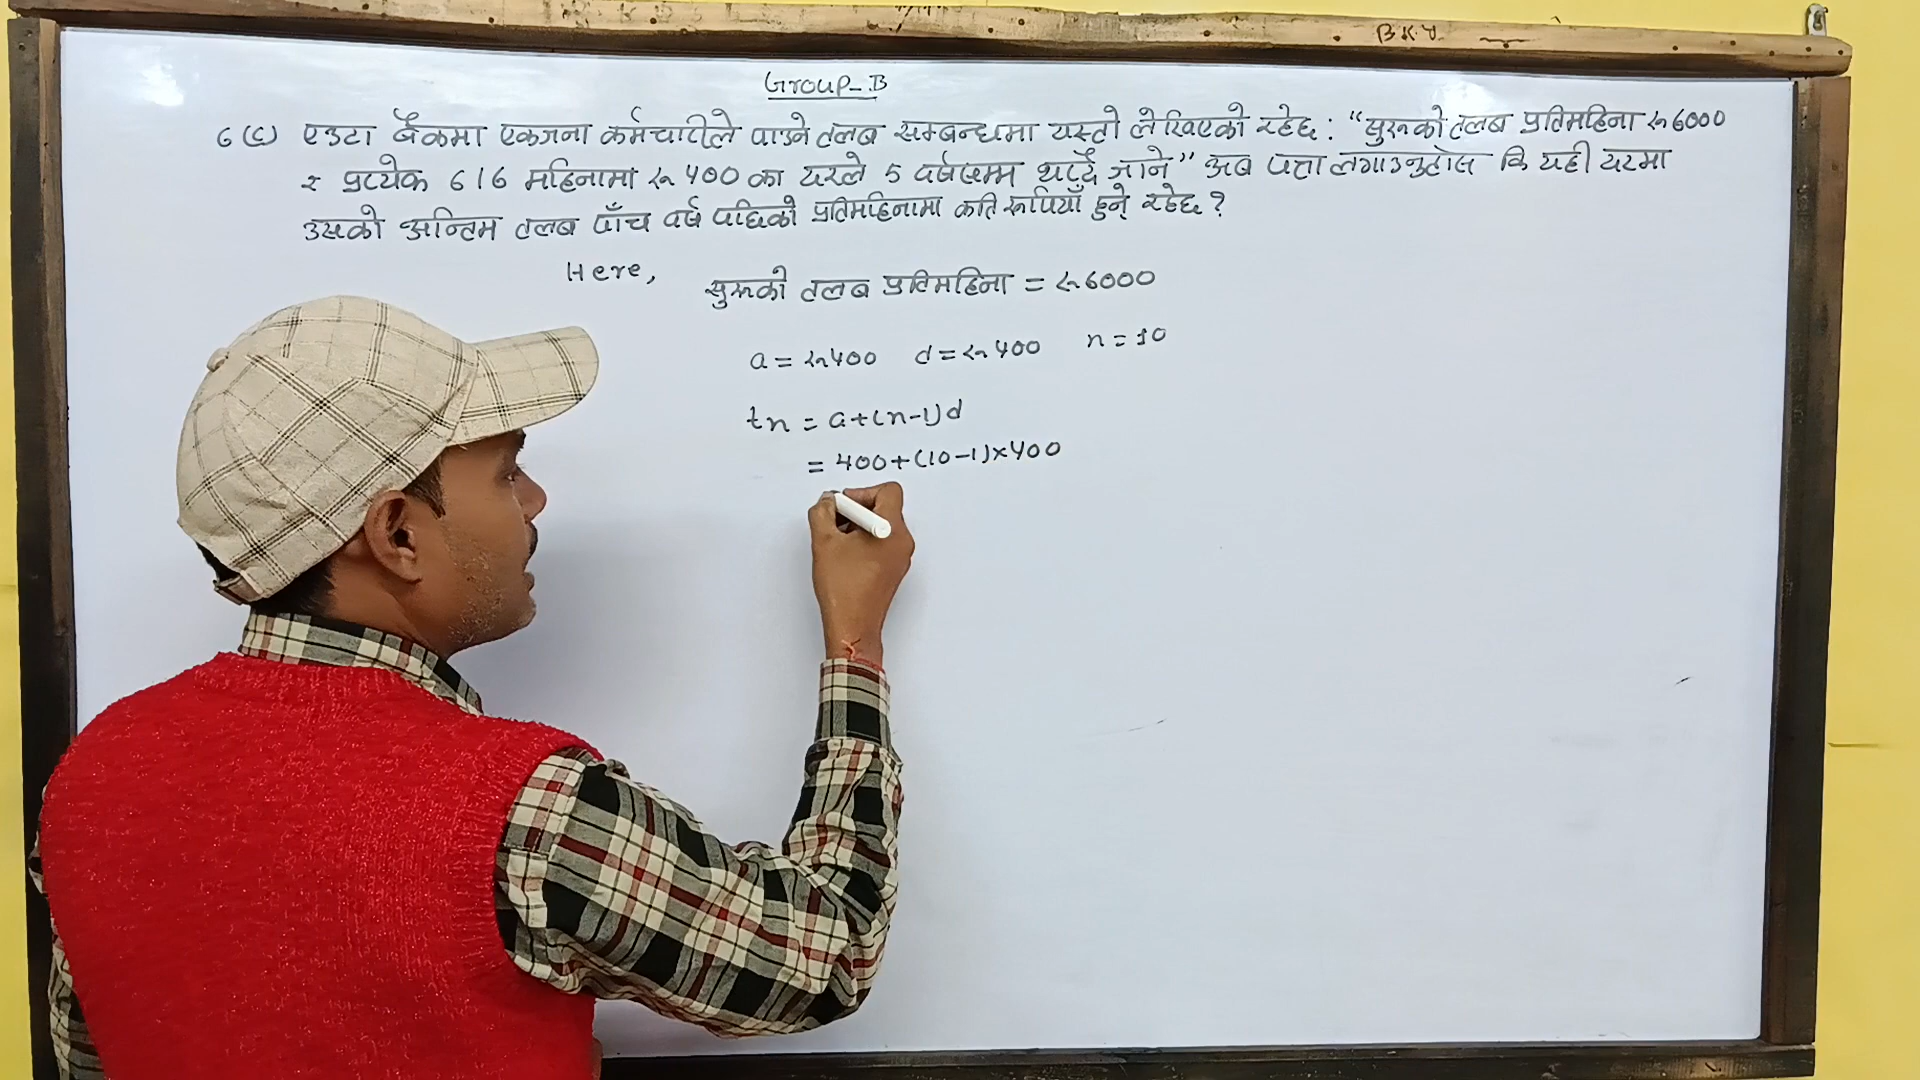 B.K.Y.
Group-B
6(c) एउटा बैंकमा एकजना कर्मचारीले पाउने तलब सम्बन्धमा यस्तो लेखिएको रहेछ : "सुरुको तलब प्रतिमहिना रू 6000
र प्रत्येक 6/6 महिनामा रू 400 का दरले 5 वर्षसम्म थप्दै जाने" अब पत्ता लगाउनुहोस कि यही दरमा
उसको अन्तिम तलब पाँच वर्ष पछिको प्रतिमहिनामा कति रूपियाँ हुने रहेछ ?
Here,
सुरुको तलब प्रतिमहिना = रू 6000
a = रू 400 d = रू 400 n = 10
tn = a+(n-1)d
= 400+(10-1)×400